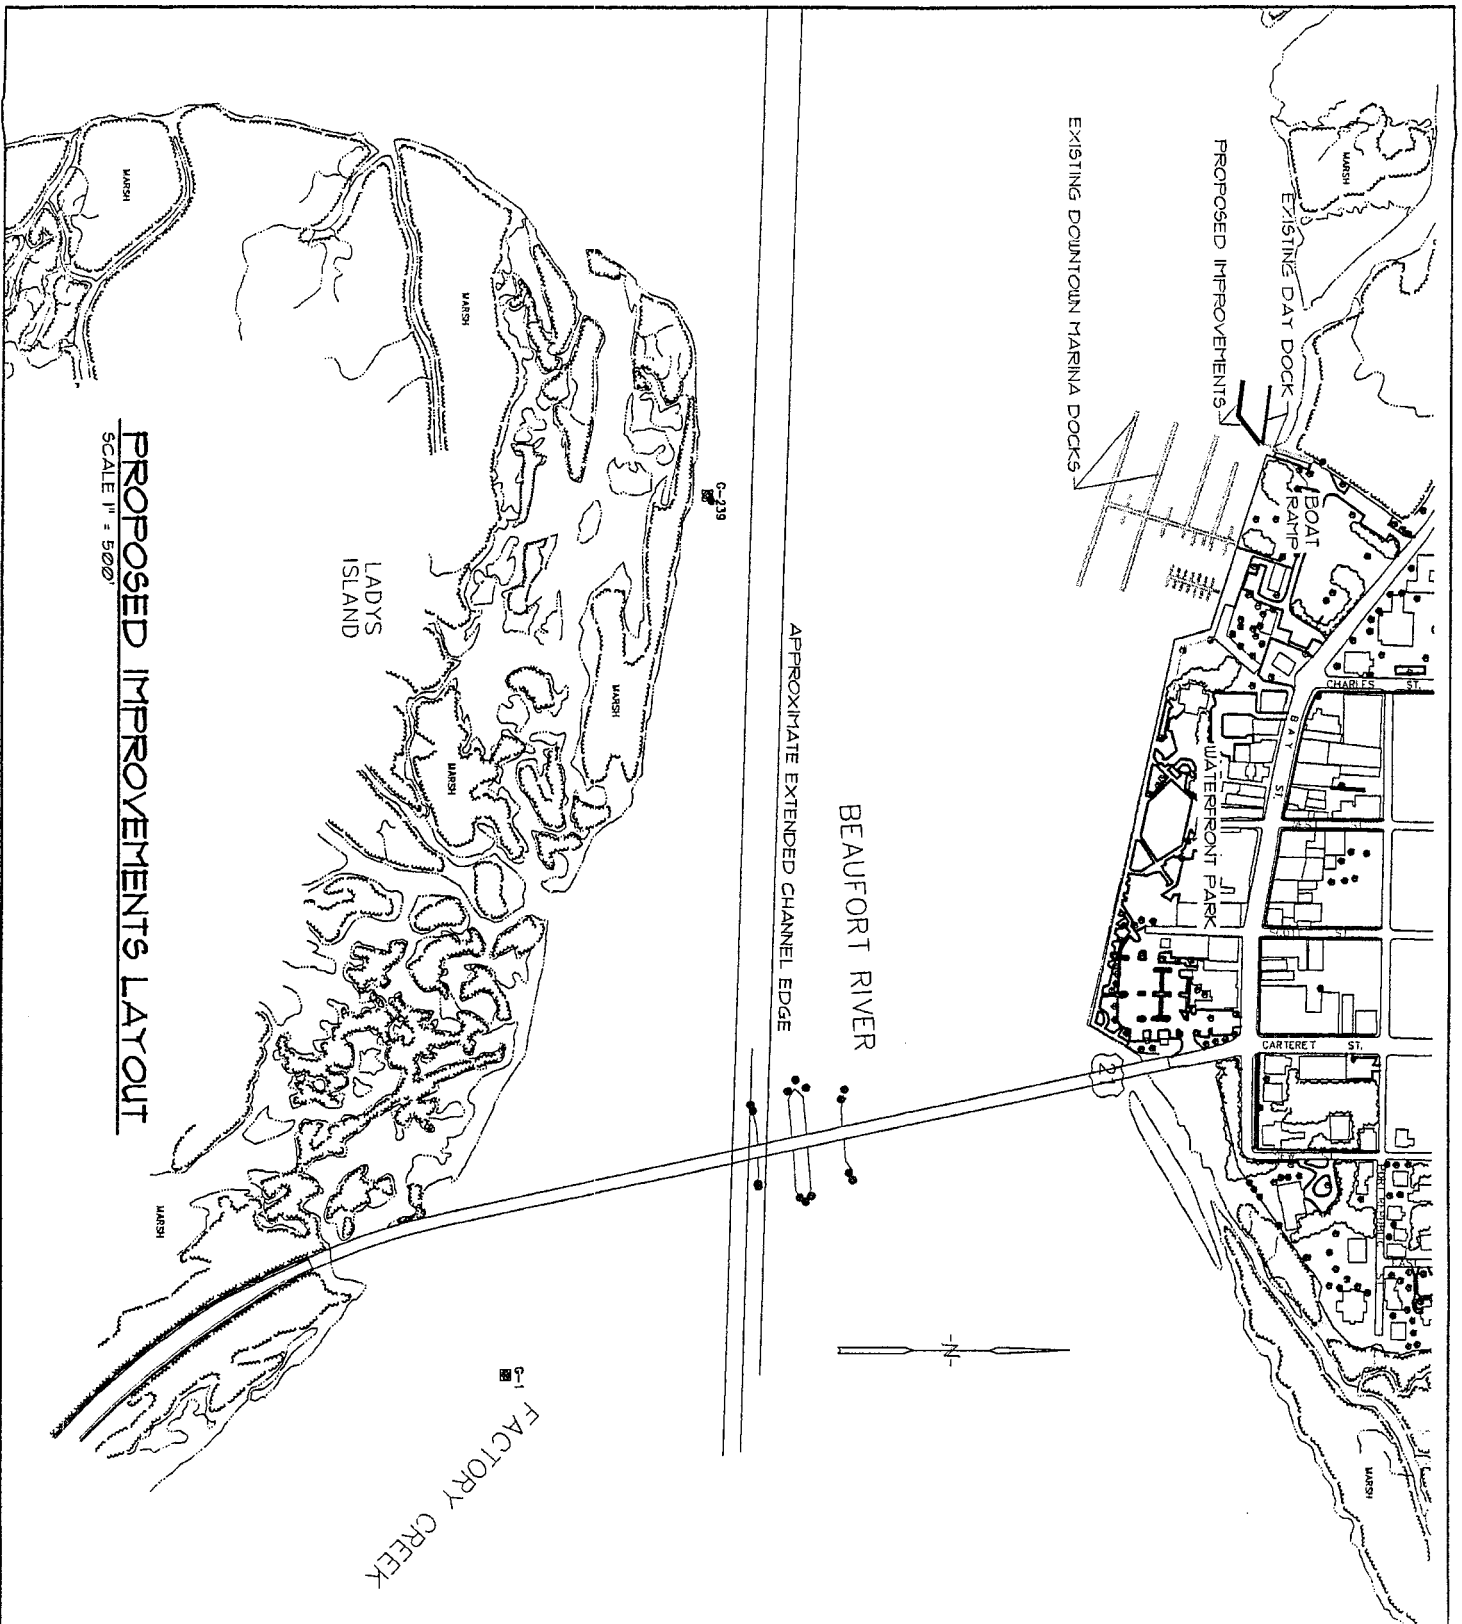 MARSH
EXISTING DAY DOCK
PROPOSED IMPROVEMENTS
EXISTING DOWNTOWN MARINA DOCKS
BOAT
RAMP
CHARLES ST.
BAY ST.
WATERFRONT PARK
CARTERET ST.
21
MARSH
BEAUFORT RIVER
APPROXIMATE EXTENDED CHANNEL EDGE
N
G-239
MARSH
MARSH
MARSH
MARSH
LADYS
ISLAND
MARSH
G-1
FACTORY CREEK
PROPOSED IMPROVEMENTS LAYOUT
SCALE 1" = 500'